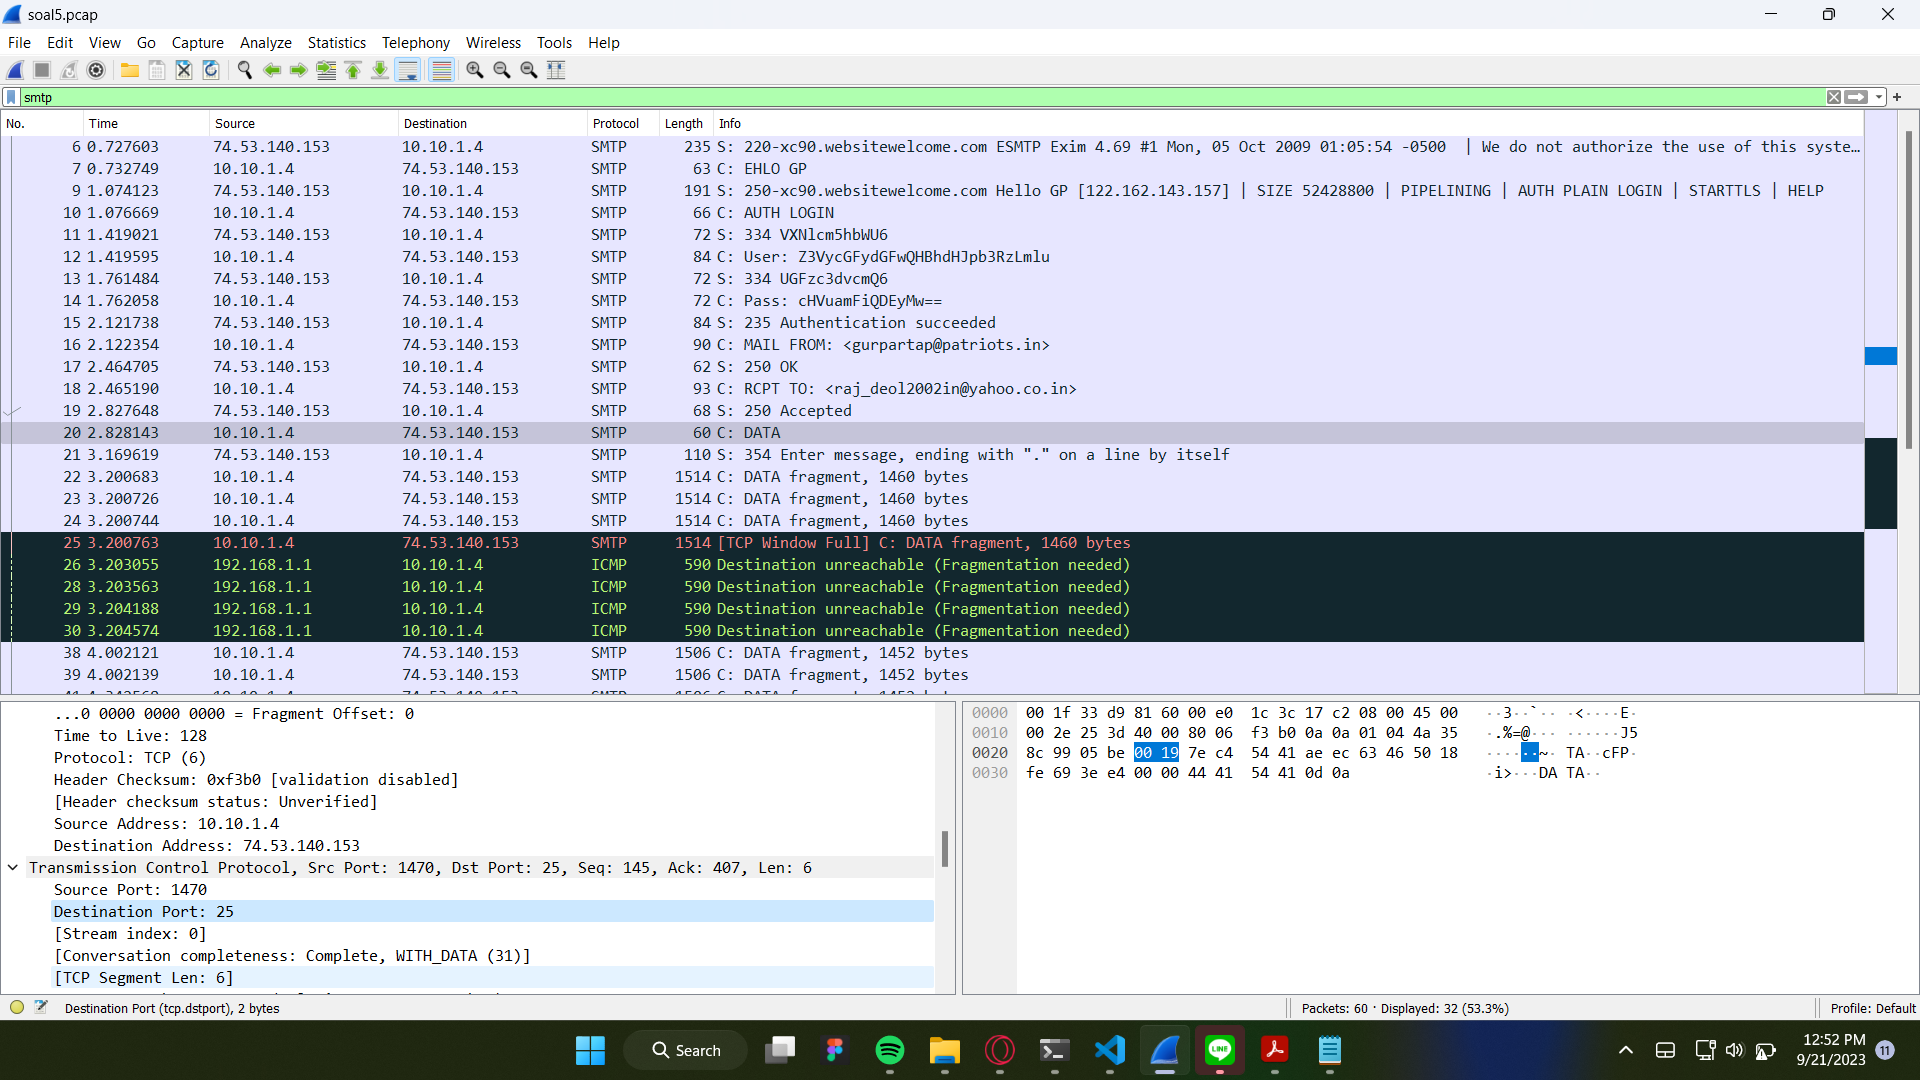 soal5.pcap
File Edit View Go Capture Analyze Statistics Telephony Wireless Tools Help
smtp
No. Time Source Destination Protocol Length Info
6 0.727603 74.53.140.153 10.10.1.4 SMTP 235 S: 220-xc90.websitewelcome.com ESMTP Exim 4.69 #1 Mon, 05 Oct 2009 01:05:54 -0500 | We do not authorize the use of this syste…
7 0.732749 10.10.1.4 74.53.140.153 SMTP 63 C: EHLO GP
9 1.074123 74.53.140.153 10.10.1.4 SMTP 191 S: 250-xc90.websitewelcome.com Hello GP [122.162.143.157] | SIZE 52428800 | PIPELINING | AUTH PLAIN LOGIN | STARTTLS | HELP
10 1.076669 10.10.1.4 74.53.140.153 SMTP 66 C: AUTH LOGIN
11 1.419021 74.53.140.153 10.10.1.4 SMTP 72 S: 334 VXNlcm5hbWU6
12 1.419595 10.10.1.4 74.53.140.153 SMTP 84 C: User: Z3VycGFydGFwQHBhdHJpb3RzLmlu
13 1.761484 74.53.140.153 10.10.1.4 SMTP 72 S: 334 UGFzc3dvcmQ6
14 1.762058 10.10.1.4 74.53.140.153 SMTP 72 C: Pass: cHVuamFiQDEyMw==
15 2.121738 74.53.140.153 10.10.1.4 SMTP 84 S: 235 Authentication succeeded
16 2.122354 10.10.1.4 74.53.140.153 SMTP 90 C: MAIL FROM: <gurpartap@patriots.in>
17 2.464705 74.53.140.153 10.10.1.4 SMTP 62 S: 250 OK
18 2.465190 10.10.1.4 74.53.140.153 SMTP 93 C: RCPT TO: <raj_deol2002in@yahoo.co.in>
19 2.827648 74.53.140.153 10.10.1.4 SMTP 68 S: 250 Accepted
20 2.828143 10.10.1.4 74.53.140.153 SMTP 60 C: DATA
21 3.169619 74.53.140.153 10.10.1.4 SMTP 110 S: 354 Enter message, ending with "." on a line by itself
22 3.200683 10.10.1.4 74.53.140.153 SMTP 1514 C: DATA fragment, 1460 bytes
23 3.200726 10.10.1.4 74.53.140.153 SMTP 1514 C: DATA fragment, 1460 bytes
24 3.200744 10.10.1.4 74.53.140.153 SMTP 1514 C: DATA fragment, 1460 bytes
25 3.200763 10.10.1.4 74.53.140.153 SMTP 1514 [TCP Window Full] C: DATA fragment, 1460 bytes
26 3.203055 192.168.1.1 10.10.1.4 ICMP 590 Destination unreachable (Fragmentation needed)
28 3.203563 192.168.1.1 10.10.1.4 ICMP 590 Destination unreachable (Fragmentation needed)
29 3.204188 192.168.1.1 10.10.1.4 ICMP 590 Destination unreachable (Fragmentation needed)
30 3.204574 192.168.1.1 10.10.1.4 ICMP 590 Destination unreachable (Fragmentation needed)
38 4.002121 10.10.1.4 74.53.140.153 SMTP 1506 C: DATA fragment, 1452 bytes
39 4.002139 10.10.1.4 74.53.140.153 SMTP 1506 C: DATA fragment, 1452 bytes
...0 0000 0000 0000 = Fragment Offset: 0
Time to Live: 128
Protocol: TCP (6)
Header Checksum: 0xf3b0 [validation disabled]
[Header checksum status: Unverified]
Source Address: 10.10.1.4
Destination Address: 74.53.140.153
Transmission Control Protocol, Src Port: 1470, Dst Port: 25, Seq: 145, Ack: 407, Len: 6
Source Port: 1470
Destination Port: 25
[Stream index: 0]
[Conversation completeness: Complete, WITH_DATA (31)]
[TCP Segment Len: 6]
0000 00 1f 33 d9 81 60 00 e0 1c 3c 17 c2 08 00 45 00 ··3··`·· ·<····E·
0010 00 2e 25 3d 40 00 80 06 f3 b0 0a 0a 01 04 4a 35 ·.%=@··· ······J5
0020 8c 99 05 be 00 19 7e c4 54 41 ae ec 63 46 50 18 ······~· TA··cFP·
0030 fe 69 3e e4 00 00 44 41 54 41 0d 0a ·i>···DA TA··
Destination Port (tcp.dstport), 2 bytes
Packets: 60 · Displayed: 32 (53.3%)
Profile: Default
Search
LINE
12:52 PM
9/21/2023
11